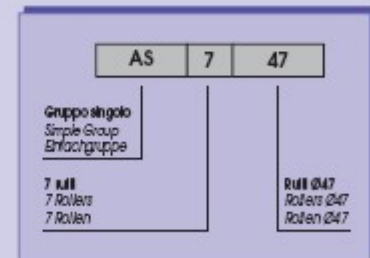 AS 7 47
Gruppo singolo
Simple Group
Einfachgruppe
7 rulli
7 Rollers
7 Rollen
Rulli Ø47
Rollers Ø47
Rollen Ø47